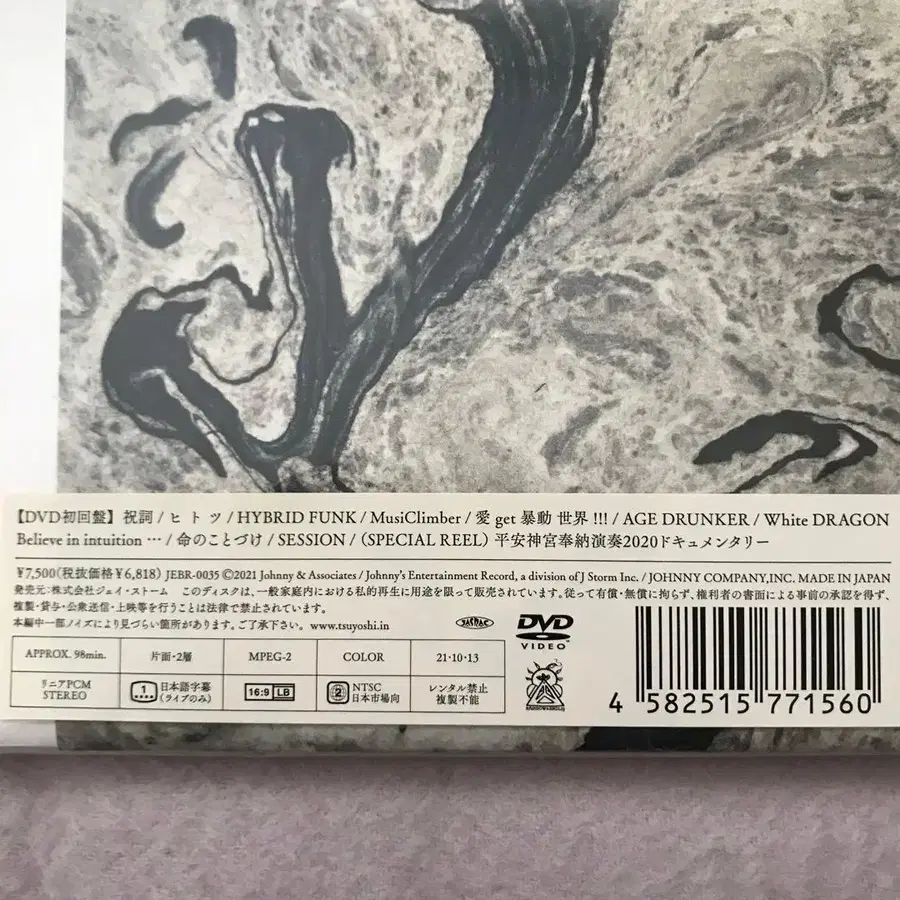 【DVD初回盤】祝詞 / ヒ ト ツ / HYBRID FUNK / MusiClimber / 愛 get 暴動 世界 !!! / AGE DRUNKER / White DRAGON
Believe in intuition … / 命のことづけ / SESSION /（SPECIAL REEL）平安神宮奉納演奏2020ドキュメンタリー
¥7,500(税抜価格¥6,818) JEBR-0035 ©2021 Johnny & Associates / Johnny's Entertainment Record, a division of J Storm Inc. / JOHNNY COMPANY,INC. MADE IN JAPAN
発売元:株式会社ジェイ・ストーム このディスクは、一般家庭内における私的再生に用途を限って販売されています。従って有償・無償に拘らず、権利者の書面による事前の承認を得ず、
複製・貸与・公衆送信・上映等を行うことは法律で禁止されています。
本編中一部ノイズにより見づらい箇所があります。ご了承下さい。 www.tsuyoshi.in
JASRAC
DVD
VIDEO
APPROX. 98min. 片面・2層 MPEG-2 COLOR 21・10・13
リニアPCM STEREO 1 日本語字幕 (ライブのみ) 16:9 LB 2 NTSC 日本市場向 レンタル禁止 複製不能
4 582515 771560